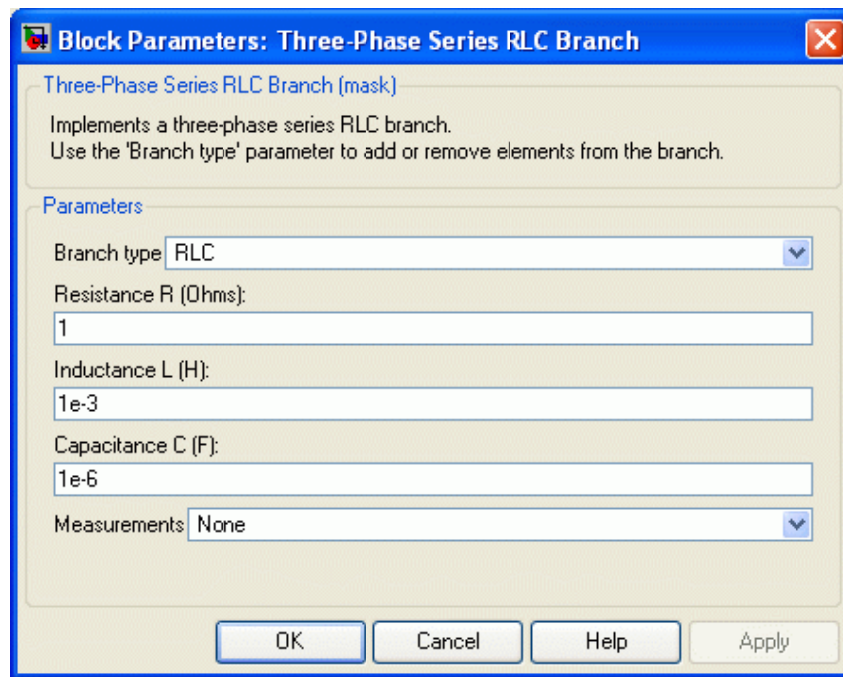 Block Parameters: Three-Phase Series RLC Branch
Three-Phase Series RLC Branch (mask)
Implements a three-phase series RLC branch.
Use the 'Branch type' parameter to add or remove elements from the branch.
Parameters
Branch type RLC
Resistance R (Ohms):
1
Inductance L (H):
1e-3
Capacitance C (F):
1e-6
Measurements None
OK Cancel Help Apply